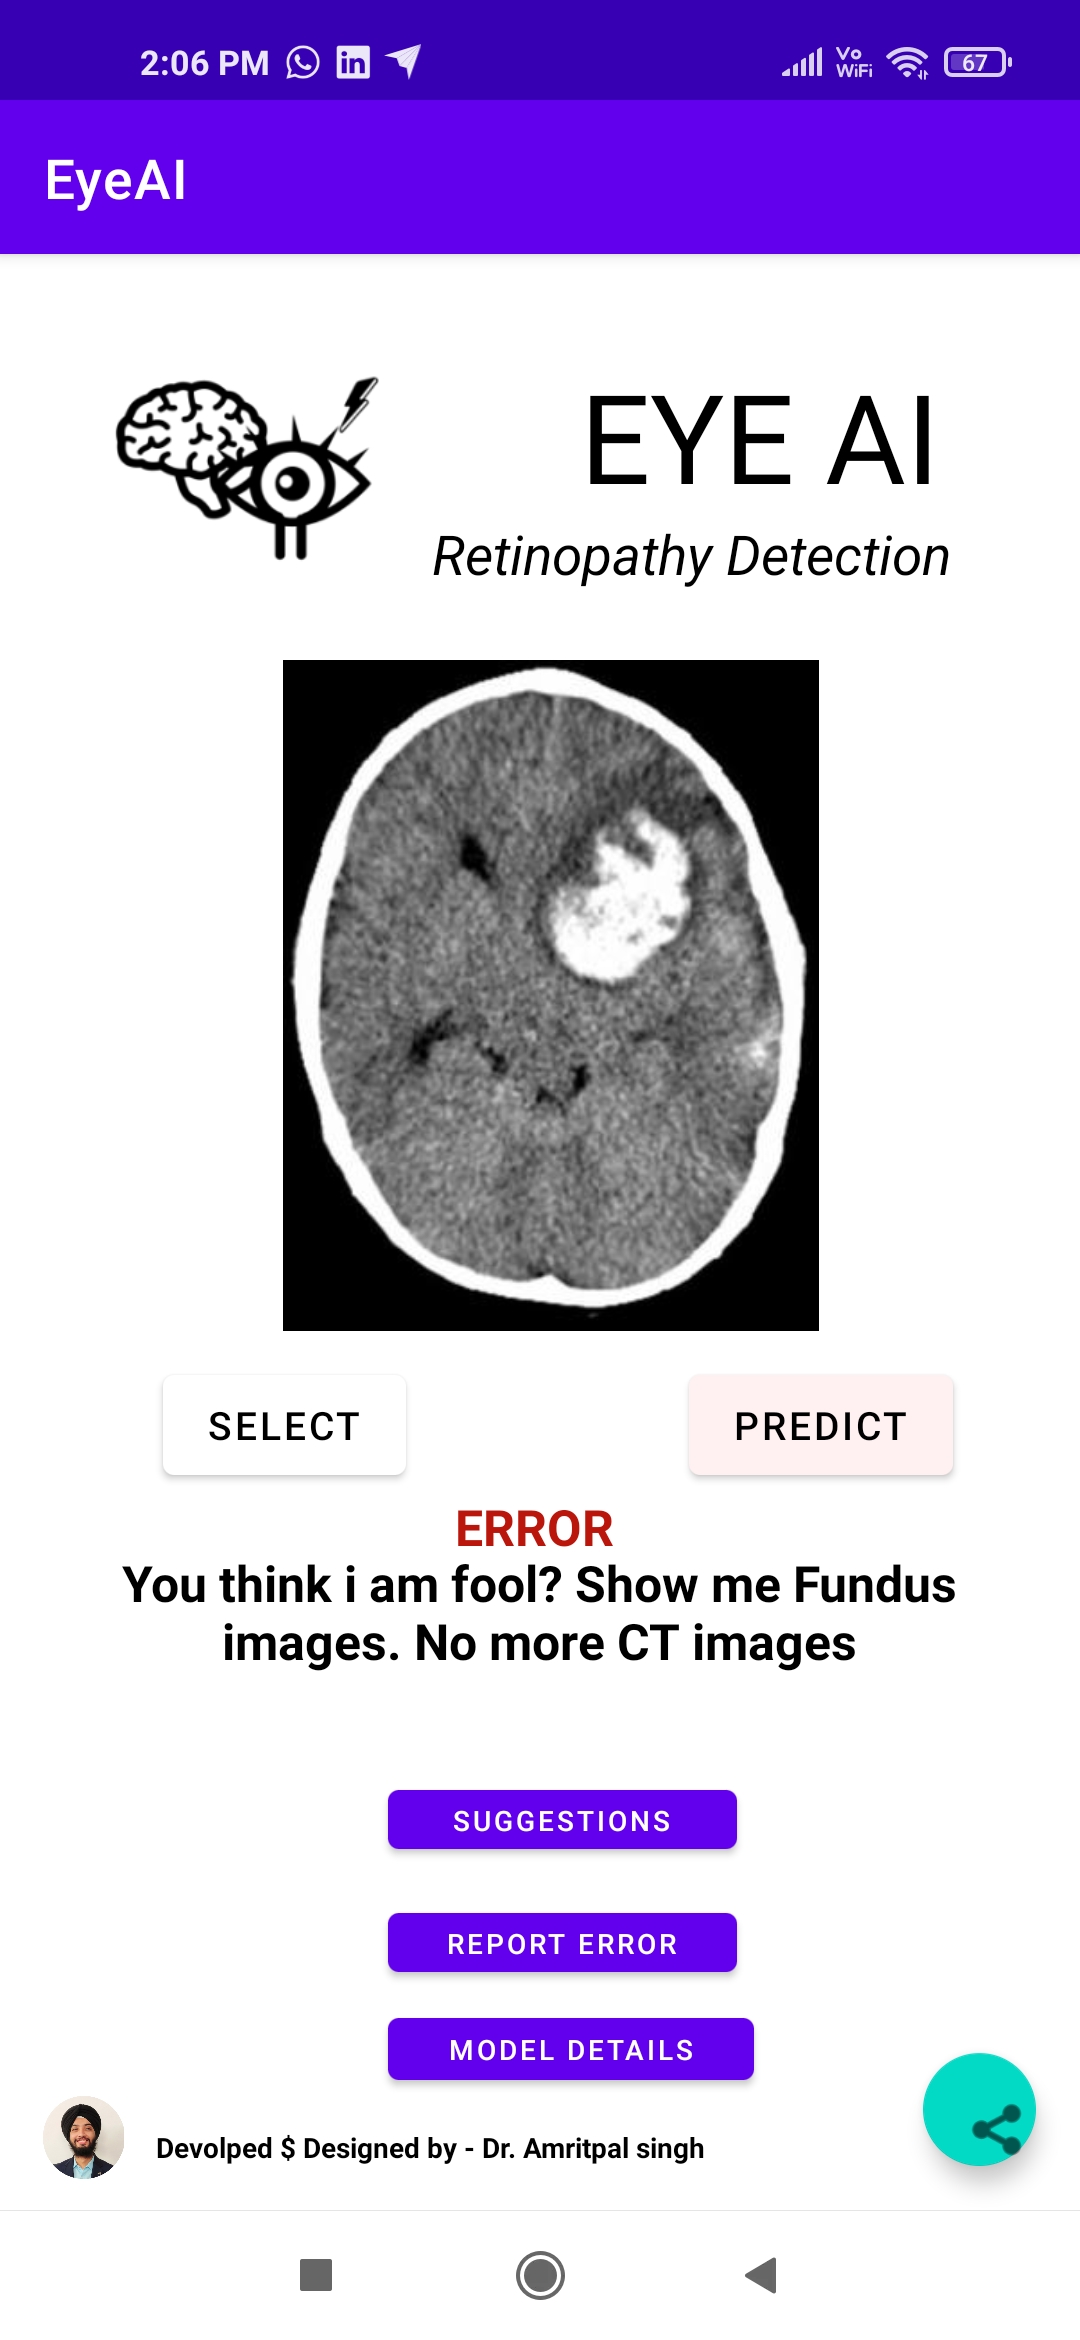 2:06 PM
Vo
WiFi
67
EyeAI
EYE AI
Retinopathy Detection
SELECT
PREDICT
ERROR
You think i am fool? Show me Fundus
images. No more CT images
SUGGESTIONS
REPORT ERROR
MODEL DETAILS
Devolped $ Designed by - Dr. Amritpal singh